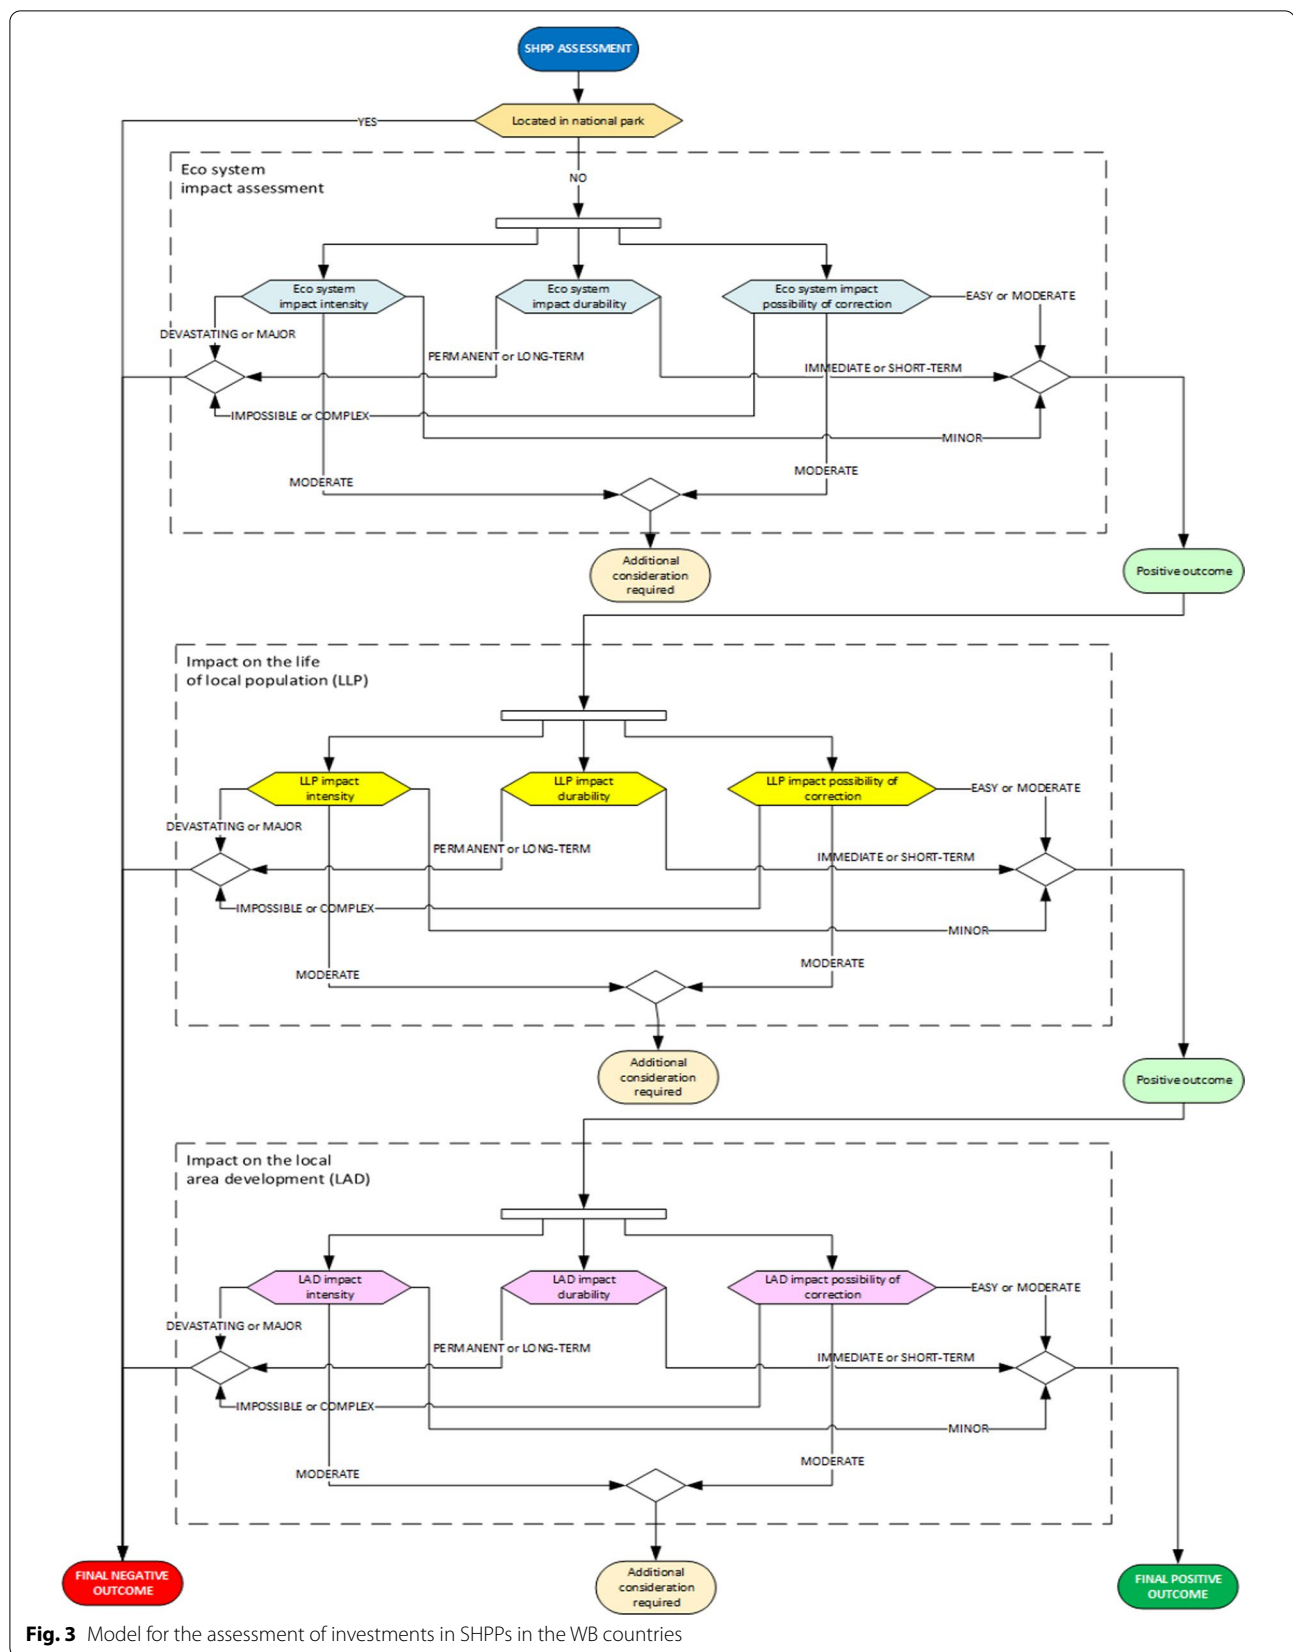 SHPP ASSESSMENT
Located in national park
YES
NO
Eco system
impact assessment
Eco system
impact intensity
Eco system
impact durability
Eco system impact
possibility of correction
EASY or MODERATE
DEVASTATING or MAJOR
PERMANENT or LONG-TERM
IMMEDIATE or SHORT-TERM
IMPOSSIBLE or COMPLEX
MINOR
MODERATE
MODERATE
Additional
consideration
required
Positive outcome
Impact on the life
of local population (LLP)
LLP impact
intensity
LLP impact
durability
LLP impact possibility of
correction
EASY or MODERATE
DEVASTATING or MAJOR
PERMANENT or LONG-TERM
IMMEDIATE or SHORT-TERM
IMPOSSIBLE or COMPLEX
MINOR
MODERATE
MODERATE
Additional
consideration
required
Positive outcome
Impact on the local
area development (LAD)
LAD impact
intensity
LAD impact
durability
LAD impact possibility of
correction
EASY or MODERATE
DEVASTATING or MAJOR
PERMANENT or LONG-TERM
IMMEDIATE or SHORT-TERM
IMPOSSIBLE or COMPLEX
MINOR
MODERATE
MODERATE
FINAL NEGATIVE
OUTCOME
Additional
consideration
required
FINAL POSITIVE
OUTCOME
Fig. 3 Model for the assessment of investments in SHPPs in the WB countries